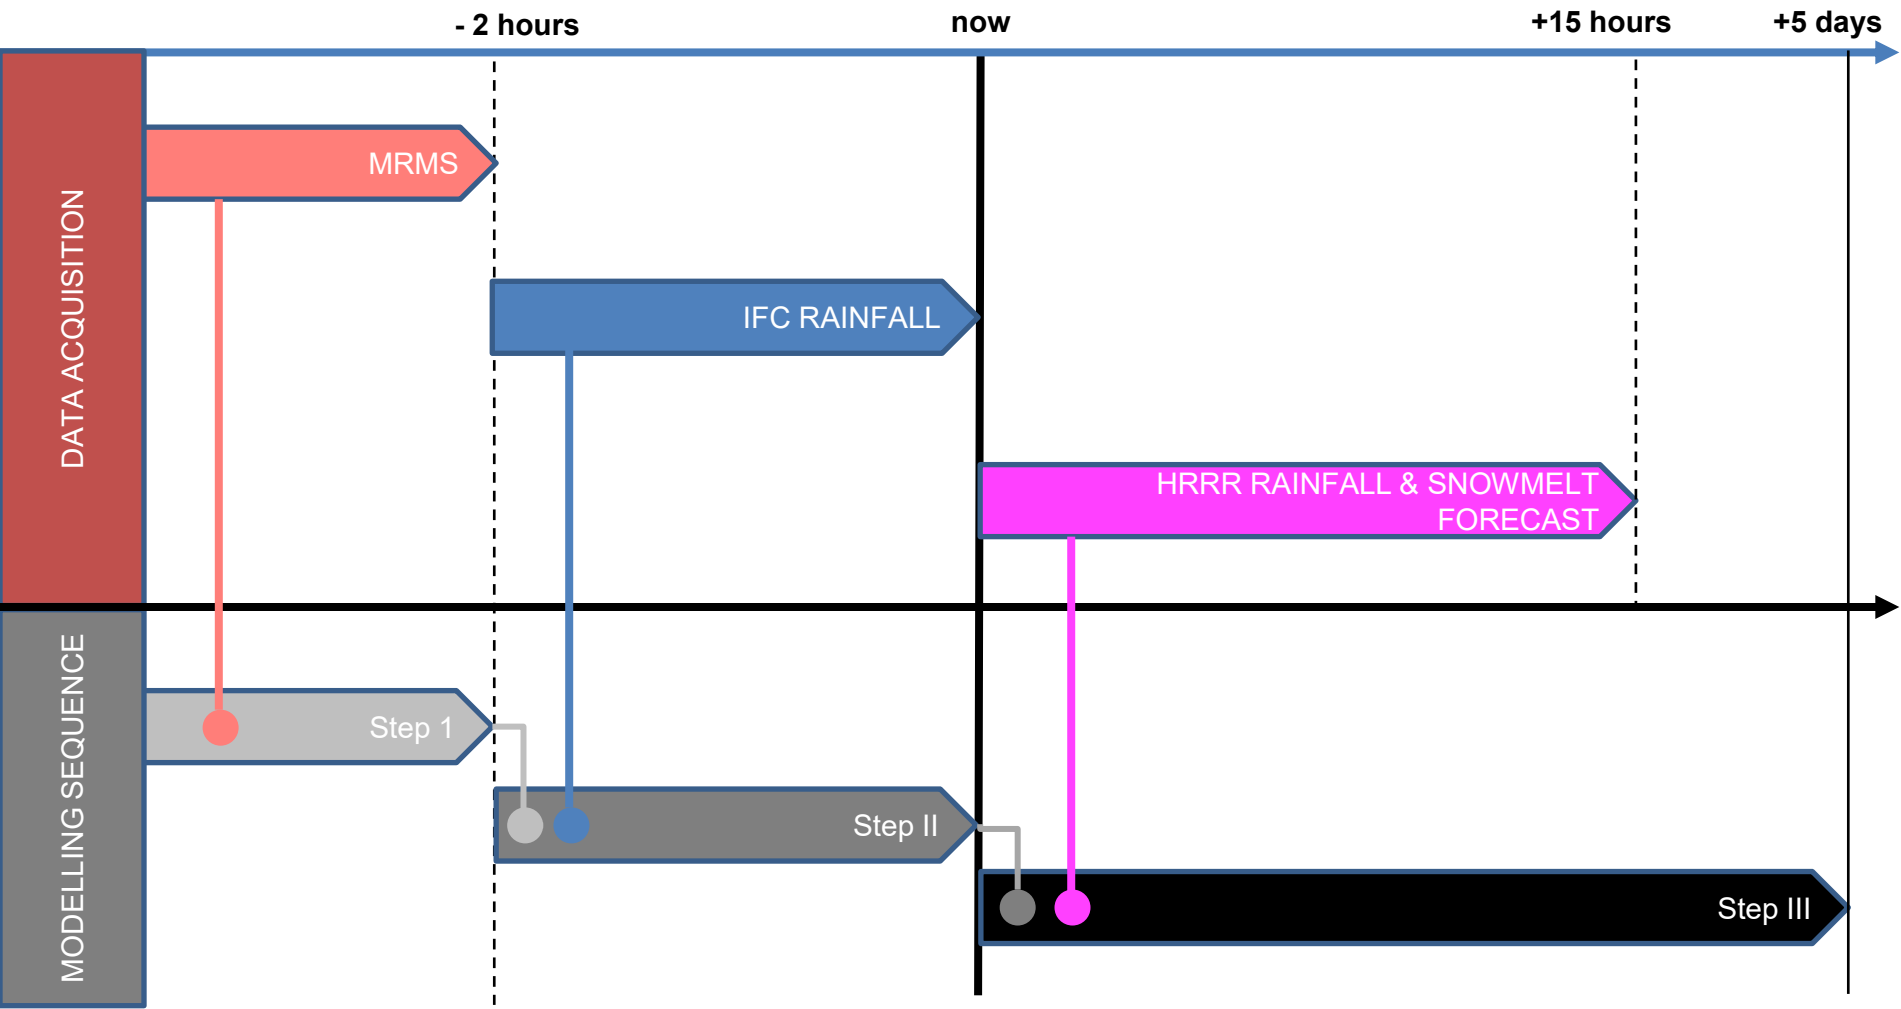 - 2 hours
now
+15 hours
+5 days
DATA ACQUISITION
MRMS
IFC RAINFALL
HRRR RAINFALL & SNOWMELT
FORECAST
MODELLING SEQUENCE
Step 1
Step II
Step III